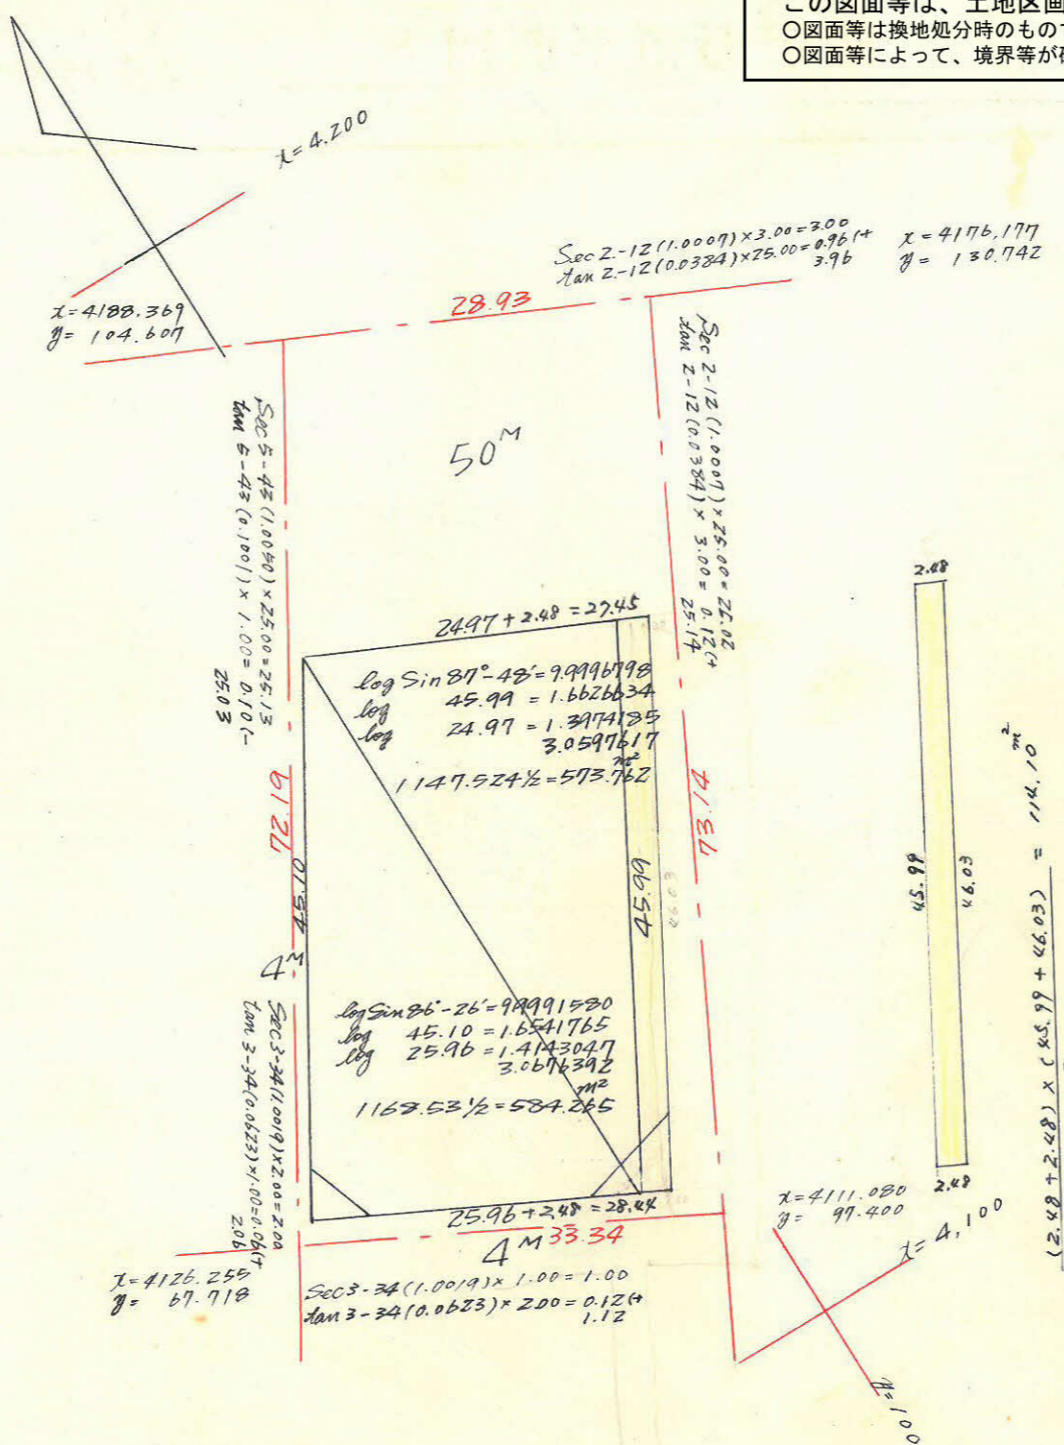 この図面等は、土地区画
○図面等は換地処分時のもので
○図面等によって、境界等が
x=4.200
Sec 2-12 (1.0007)×3.00=3.00
tan 2-12 (0.0384)×25.00=0.96(+
3.96
x=4176,177
y= 130.742
x=4188.369
y= 104.607
28.93
50M
Sec 2-12 (1.0007)×25.00=25.02
tan 2-12 (0.0384)× 3.00= 0.12(+
25.14
Sec 5-43 (1.0050)×25.00=25.13
tan 5-43 (0.1001)× 1.00= 0.10(-
25.03
24.97+2.48=27.45
log Sin 87°-48′=9.9996798
log 45.99 =1.6626634
log 24.97 =1.3974185
3.0597617
1147.524½=573.762m²
72.19
45.10
4M
45.99
46.03
73.14
log Sin 86°-26′=9.9991580
log 45.10 =1.6541765
log 25.96 =1.4143047
3.0676392
1168.53½=584.265m²
Sec 3-34 (1.0019)×2.00=2.00
tan 3-34 (0.0623)×1.00=0.06(+
2.06
25.96+2.48=28.44
4M 33.34
Sec 3-34 (1.0019)× 1.00=1.00
tan 3-34 (0.0623)× 2.00=0.12(+
1.12
x=4126.255
y= 67.718
x=4111.080
y= 97.400
x=4,100
y=100
2.48
45.99
46.03
2.48
(2.48+2.48)×(45.99+46.03) = 114.10m²